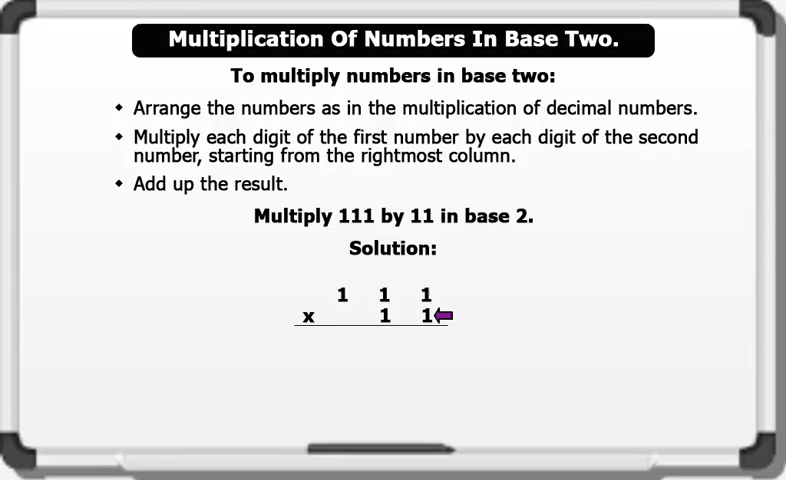 Multiplication Of Numbers In Base Two.
To multiply numbers in base two:
◆ Arrange the numbers as in the multiplication of decimal numbers.
◆ Multiply each digit of the first number by each digit of the second
number, starting from the rightmost column.
◆ Add up the result.
Multiply 111 by 11 in base 2.
Solution:
1 1 1
x 1 1